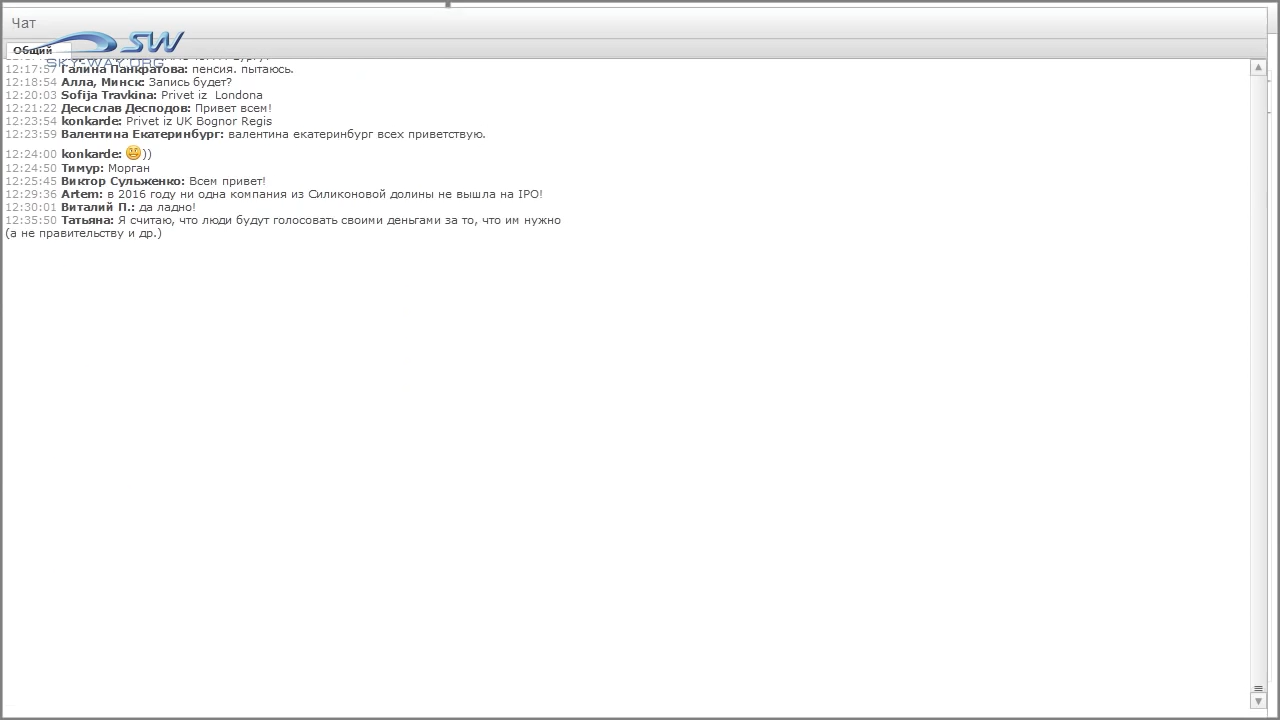 Чат
Общий
SW
SKY-WAY.ORG
12:17:57 Галина Панкратова: пенсия. пытаюсь.
12:18:54 Алла, Минск: Запись будет?
12:20:03 Sofija Travkina: Privet iz  Londona
12:21:22 Десислав Десподов: Привет всем!
12:23:54 konkarde: Privet iz UK Bognor Regis
12:23:59 Валентина Екатеринбург: валентина екатеринбург всех приветствую.
12:24:00 konkarde: ))
12:24:50 Тимур: Морган
12:25:45 Виктор Сульженко: Всем привет!
12:29:36 Artem: в 2016 году ни одна компания из Силиконовой долины не вышла на IPO!
12:30:01 Виталий П.: да ладно!
12:35:50 Татьяна: Я считаю, что люди будут голосовать своими деньгами за то, что им нужно
(а не правительству и др.)